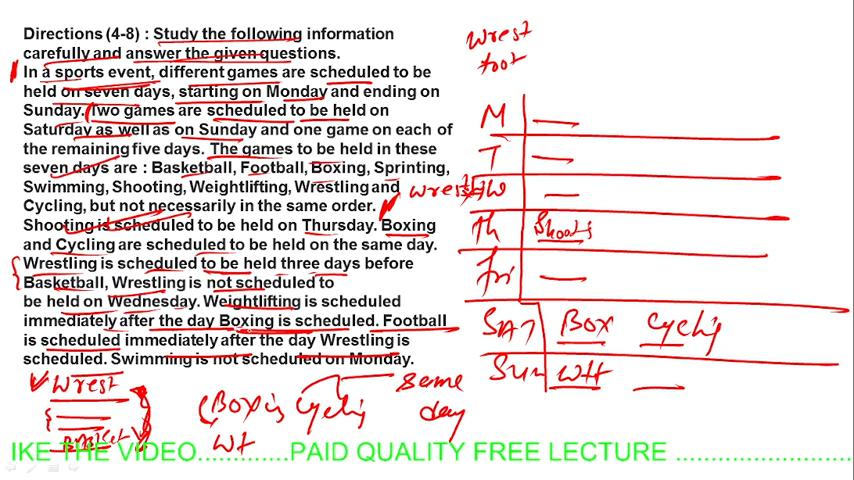 Directions (4-8) : Study the following information
carefully and answer the given questions.
In a sports event, different games are scheduled to be
held on seven days, starting on Monday and ending on
Sunday. Two games are scheduled to be held on
Saturday as well as on Sunday and one game on each of
the remaining five days. The games to be held in these
seven days are : Basketball, Football, Boxing, Sprinting,
Swimming, Shooting, Weightlifting, Wrestling and
Cycling, but not necessarily in the same order.
Shooting is scheduled to be held on Thursday. Boxing
and Cycling are scheduled to be held on the same day.
Wrestling is scheduled to be held three days before
Basketball, Wrestling is not scheduled to
be held on Wednesday. Weightlifting is scheduled
immediately after the day Boxing is scheduled. Football
is scheduled immediately after the day Wrestling is
scheduled. Swimming is not scheduled on Monday.
Wrest
foot
M
T
W
Th
Fri
SAT Box Cyclig
Sun
Wrest
same
day
IKE THE VIDEO.............PAID QUALITY FREE LECTURE ..............................